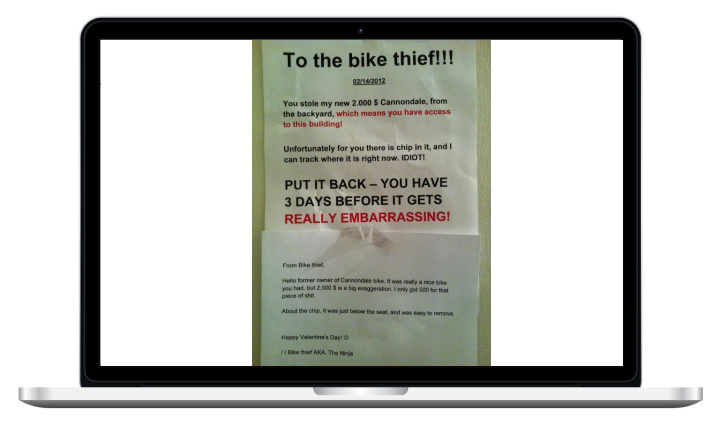 To the bike thief!!!
02/14/2012
You stole my new 2.000 $ Cannondale, from
the backyard, which means you have access
to this building!
Unfortunately for you there is chip in it, and I
can track where it is right now. IDIOT!
PUT IT BACK – YOU HAVE
3 DAYS BEFORE IT GETS
REALLY EMBARRASSING!
From Bike thief,
Hello former owner of Cannondale bike. It was really a nice bike
you had, but 2,000 $ is a big exaggeration. I only got 500 for that
piece of shit.
About the chip, it was just below the seat, and was easy to remove.
Happy Valentine's Day! ☺
/ / Bike thief AKA. The Ninja